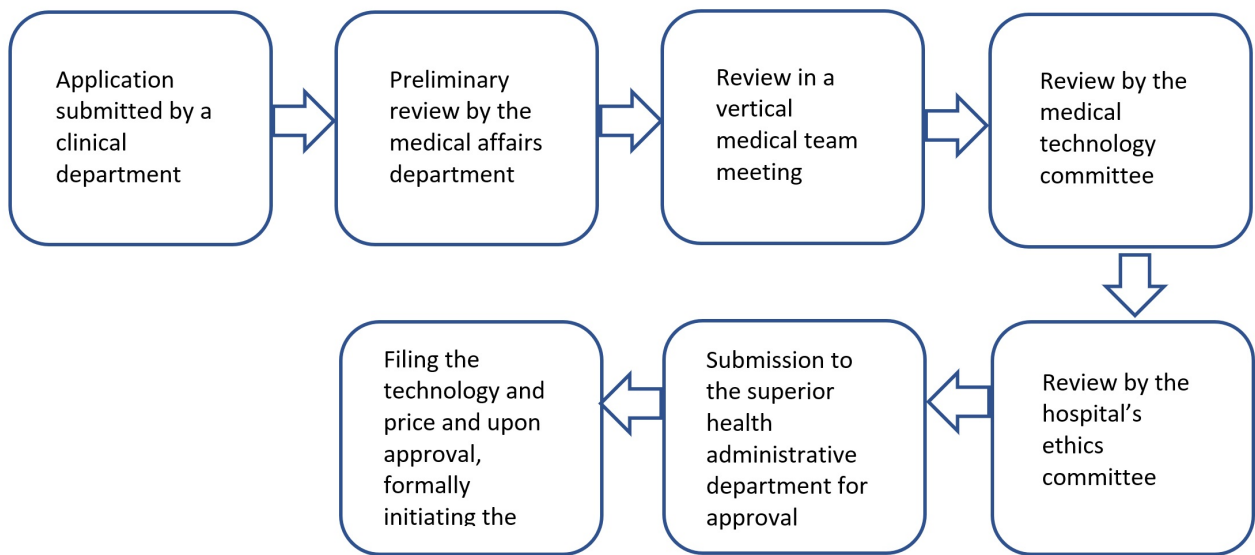 Application
submitted by a
clinical
department
Preliminary
review by the
medical affairs
department
Review in a
vertical
medical team
meeting
Review by the
medical
technology
committee
Review by the
hospital’s
ethics
committee
Submission to
the superior
health
administrative
department for
approval
Filing the
technology and
price and upon
approval,
formally
initiating the